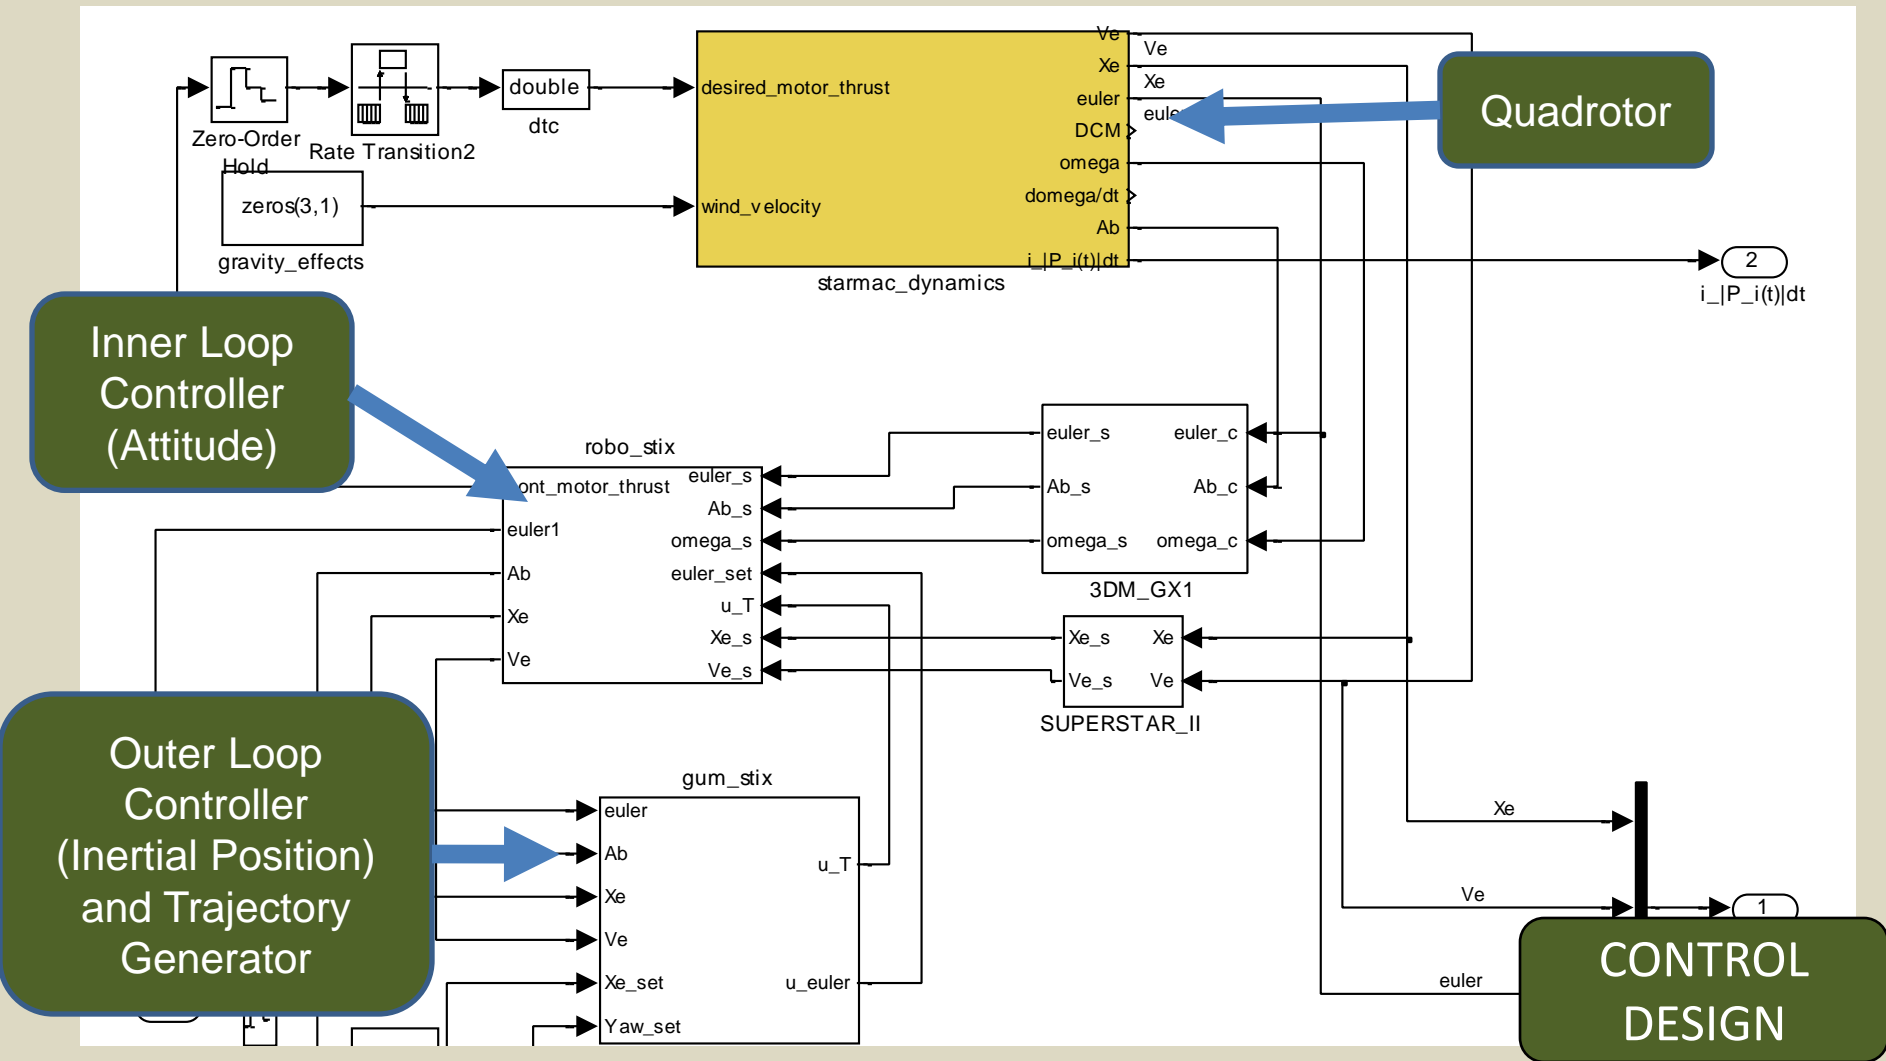 Ve
Ve
Xe
Xe
desired_motor_thrust
euler
DCM
omega
domega/dt
wind_velocity
Ab
i_|P_i(t)|dt
starmac_dynamics
Quadrotor
double
dtc
Zero-Order
Hold
Rate Transition2
zeros(3,1)
gravity_effects
2
i_|P_i(t)|dt
Inner Loop
Controller
(Attitude)
robo_stix
ont_motor_thrust
euler1
Ab
Xe
Ve
euler_s
Ab_s
omega_s
euler_set
u_T
Xe_s
Ve_s
euler_s
euler_c
Ab_s
Ab_c
omega_s
omega_c
3DM_GX1
Xe_s
Xe
Ve_s
Ve
SUPERSTAR_II
Outer Loop
Controller
(Inertial Position)
and Trajectory
Generator
gum_stix
euler
Ab
Xe
Ve
Xe_set
Yaw_set
u_T
u_euler
Xe
Ve
euler
1
CONTROL
DESIGN